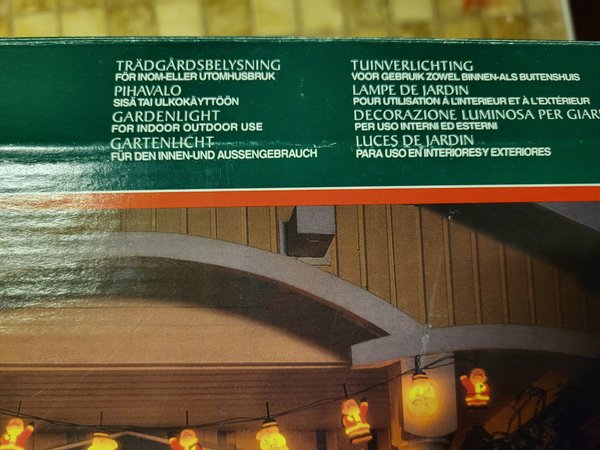 TRÄDGÅRDSBELYSNING
FÖR INOM-ELLER UTOMHUSBRUK
PIHAVALO
SISÄ TAI ULKOKÄYTTÖÖN
GARDENLIGHT
FOR INDOOR OUTDOOR USE
GARTENLICHT
FÜR DEN INNEN-UND AUSSENGEBRAUCH
TUINVERLICHTING
VOOR GEBRUIK ZOWEL BINNEN-ALS BUITENSHUIS
LAMPE DE JARDIN
POUR UTILISATION Á L'INTERIEUR ET À L'EXTÉRIEUR
DECORAZIONE LUMINOSA PER GIAR
PER USO INTERNI ED ESTERNI
LUCES DE JARDIN
PARA USO EN INTERIORES Y EXTERIORES